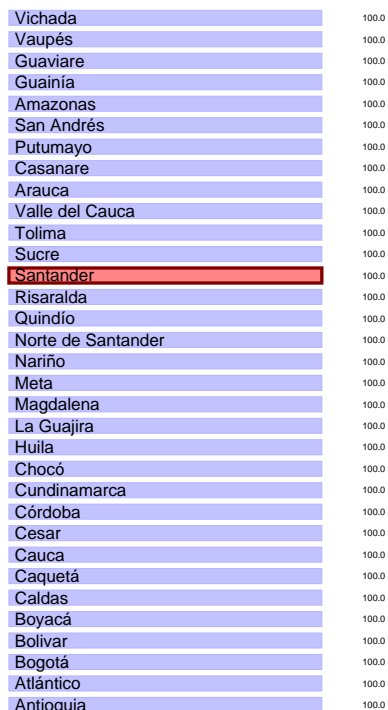 Vichada 100.0
Vaupés 100.0
Guaviare 100.0
Guainía 100.0
Amazonas 100.0
San Andrés 100.0
Putumayo 100.0
Casanare 100.0
Arauca 100.0
Valle del Cauca 100.0
Tolima 100.0
Sucre 100.0
Santander 100.0
Risaralda 100.0
Quindío 100.0
Norte de Santander 100.0
Nariño 100.0
Meta 100.0
Magdalena 100.0
La Guajira 100.0
Huila 100.0
Chocó 100.0
Cundinamarca 100.0
Córdoba 100.0
Cesar 100.0
Cauca 100.0
Caquetá 100.0
Caldas 100.0
Boyacá 100.0
Bolivar 100.0
Bogotá 100.0
Atlántico 100.0
Antioquia 100.0